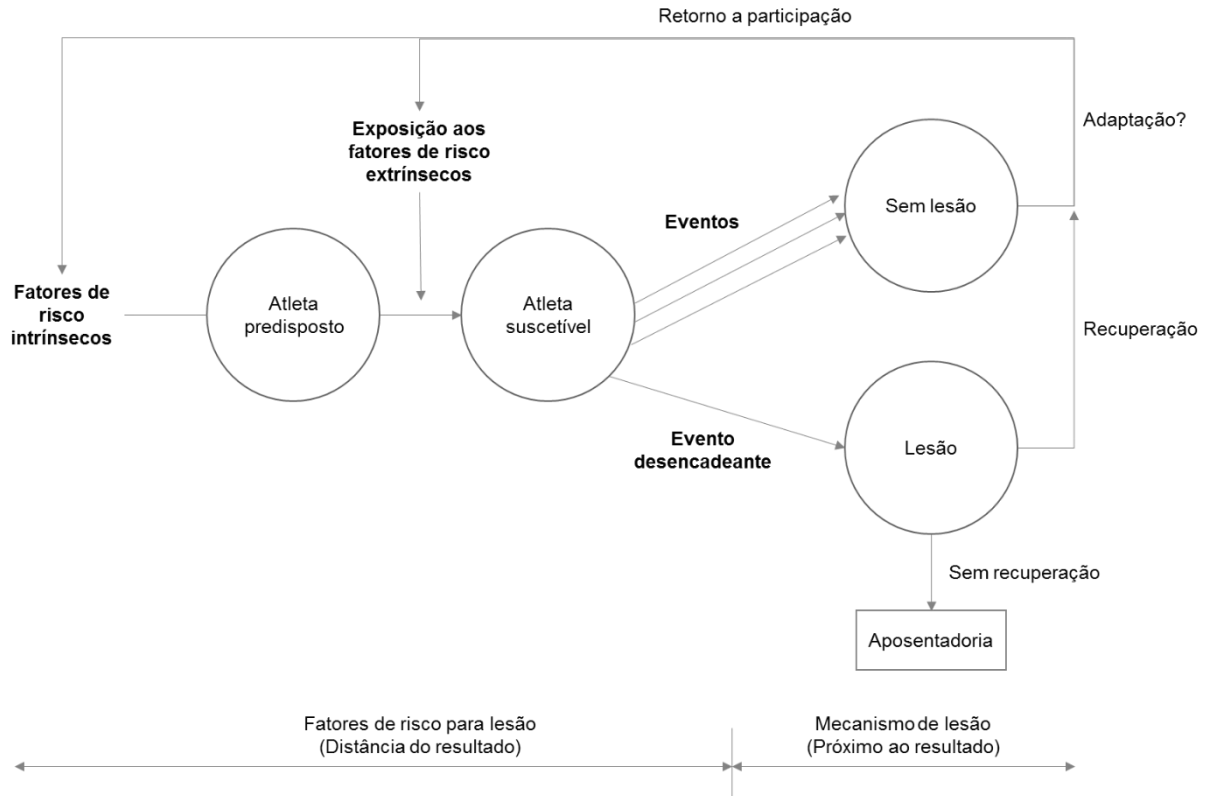 Retorno a participação
Exposição aos
fatores de risco
extrínsecos
Adaptação?
Eventos
Sem lesão
Fatores de
risco
intrínsecos
Atleta
predisposto
Atleta
suscetível
Recuperação
Evento
desencadeante
Lesão
Sem recuperação
Aposentadoria
Fatores de risco para lesão
(Distância do resultado)
Mecanismo de lesão
(Próximo ao resultado)